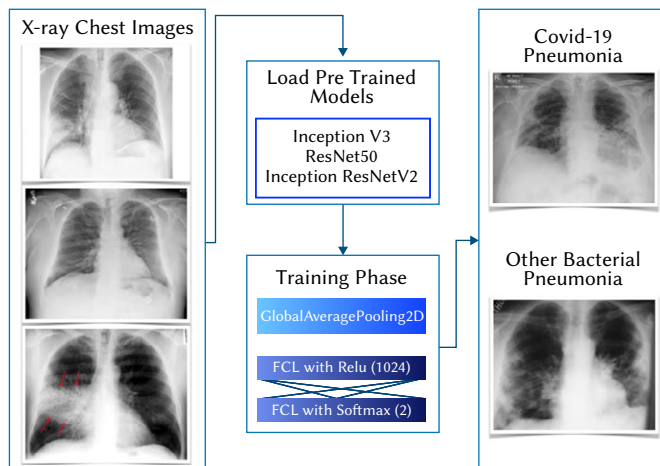 X-ray Chest Images
Load Pre Trained
Models
Inception V3
ResNet50
Inception ResNetV2
Training Phase
GlobalAveragePooling2D
FCL with Relu (1024)
FCL with Softmax (2)
Covid-19
Pneumonia
Other Bacterial
Pneumonia